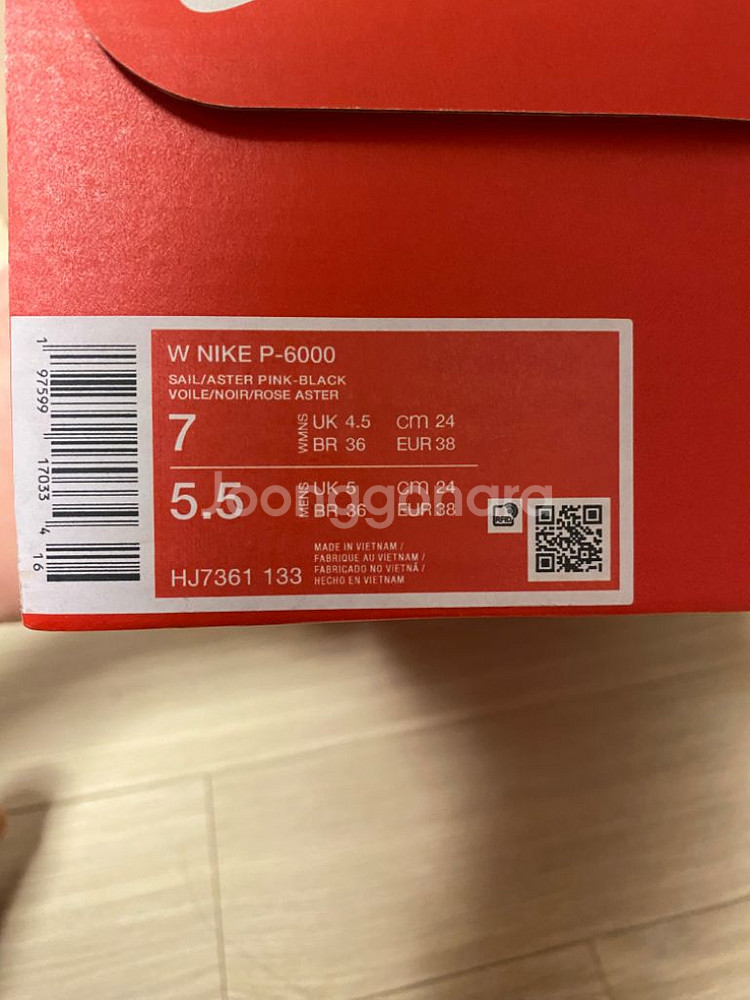 W NIKE P-6000
SAIL/ASTER PINK-BLACK
VOILE/NOIR/ROSE ASTER
7 WMNS UK 4.5 cm 24
BR 36 EUR 38
5.5 MENS UK 5 cm 24
BR 36 EUR 38
Joonggonara
RFID
HJ7361 133
MADE IN VIETNAM /
FABRIQUE AU VIETNAM /
FABRICADO NO VIETNÃ /
HECHO EN VIETNAM
1 97599 17033 4 16